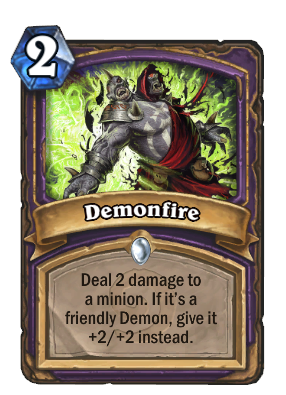 2
Demonfire
Deal 2 damage to
a minion. If it's a
friendly Demon, give it
+2/+2 instead.